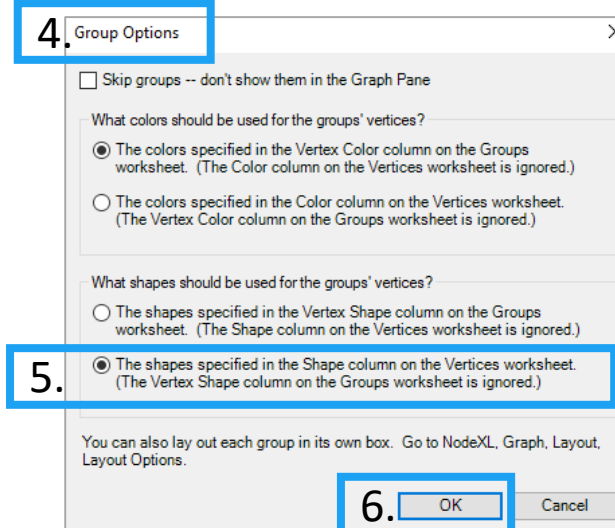 4. Group Options
Skip groups -- don't show them in the Graph Pane
What colors should be used for the groups' vertices?
The colors specified in the Vertex Color column on the Groups
worksheet. (The Color column on the Vertices worksheet is ignored.)
The colors specified in the Color column on the Vertices worksheet.
(The Vertex Color column on the Groups worksheet is ignored.)
What shapes should be used for the groups' vertices?
The shapes specified in the Vertex Shape column on the Groups
worksheet. (The Shape column on the Vertices worksheet is ignored.)
5. The shapes specified in the Shape column on the Vertices worksheet.
(The Vertex Shape column on the Groups worksheet is ignored.)
You can also lay out each group in its own box. Go to NodeXL, Graph, Layout,
Layout Options.
6. OK Cancel